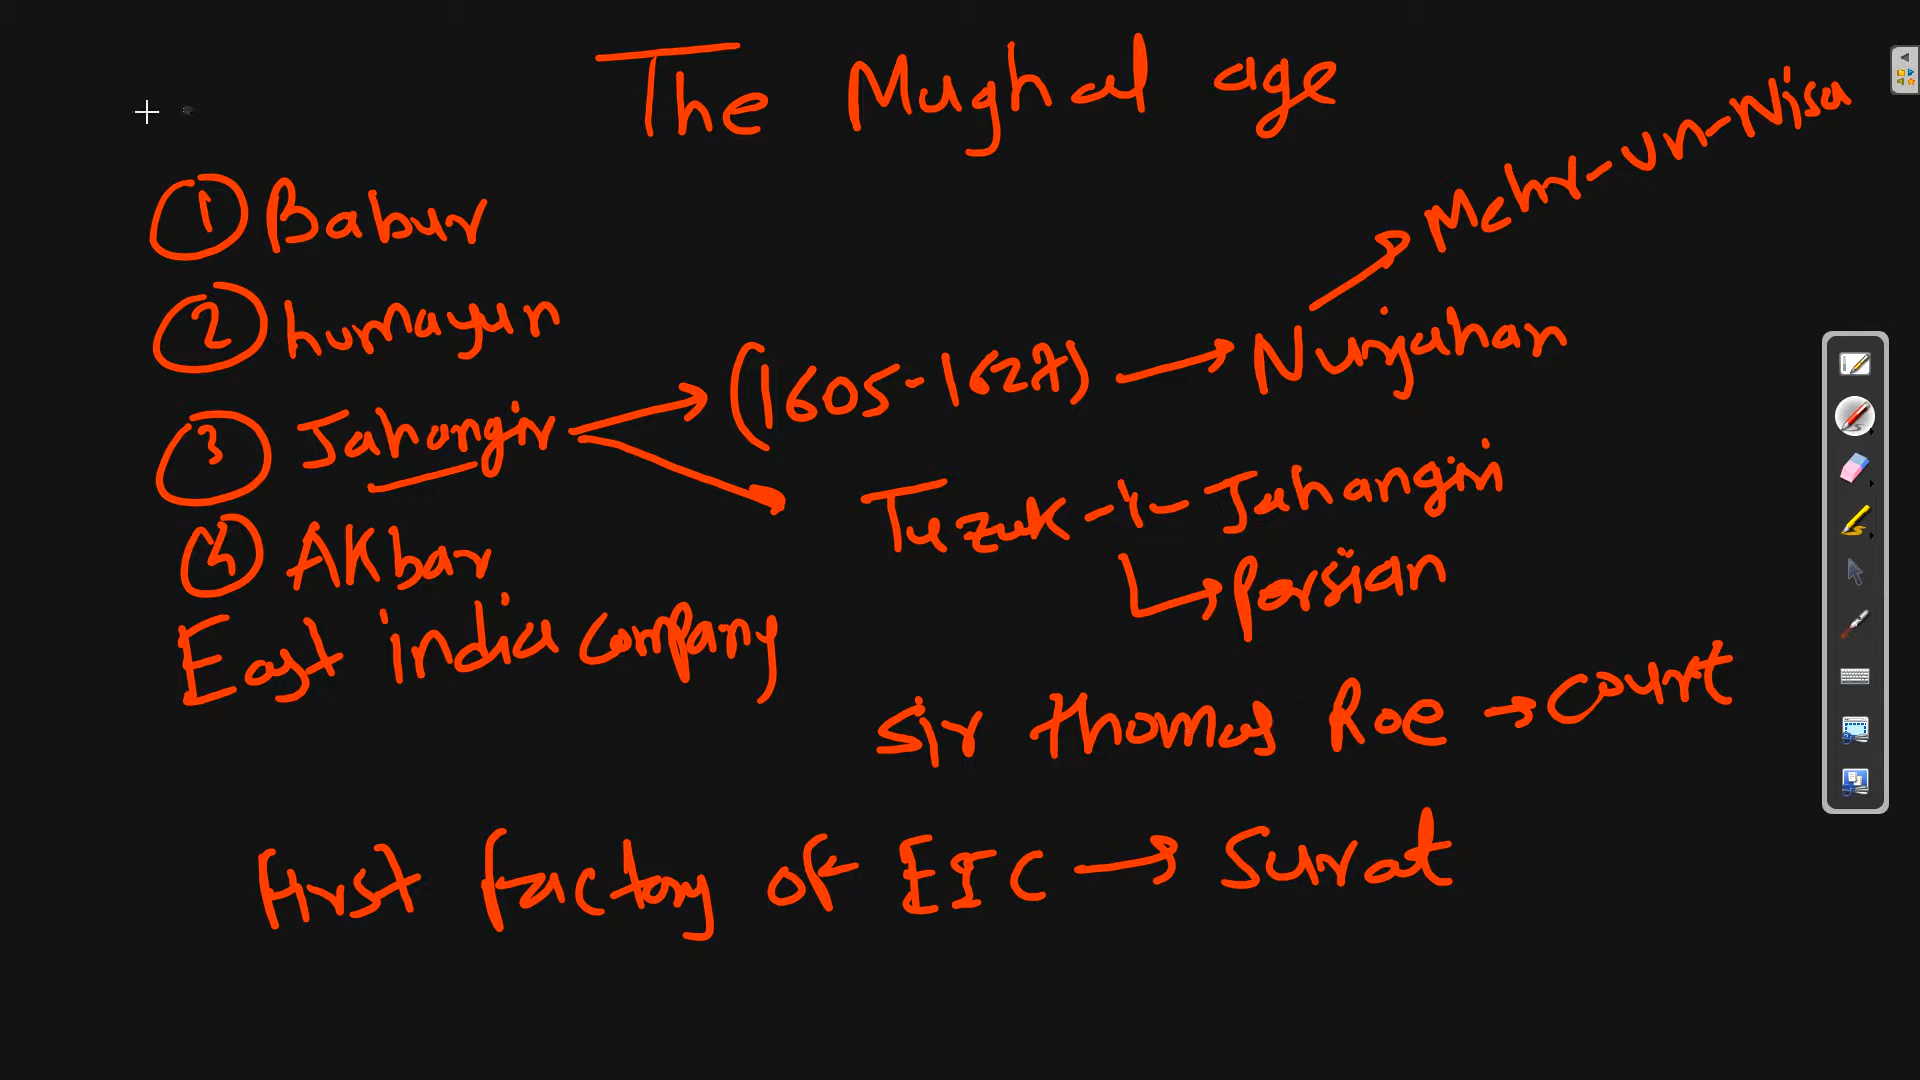 The Mughal age
Mehr-un-Nisa
① Babur
② humayun
③ Jahangir → (1605-1627) → Nurjahan
Tuzuk-i-Jahangiri
Persian
④ AKbar
East india company
Sir thomas Roe → court
First factory of EIC → Surat